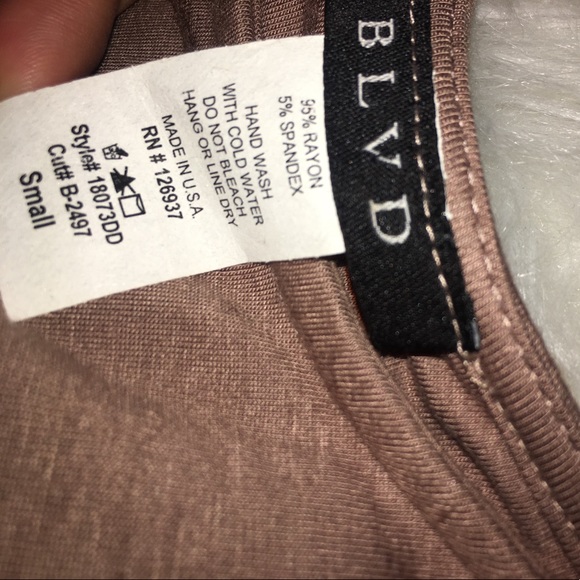 BLVD
95% RAYON
5% SPANDEX
HAND WASH
WITH COLD WATER
DO NOT BLEACH
HANG OR LINE DRY
MADE IN U.S.A.
RN # 126937
Style# 18073DD
Cut# B-2497
Small